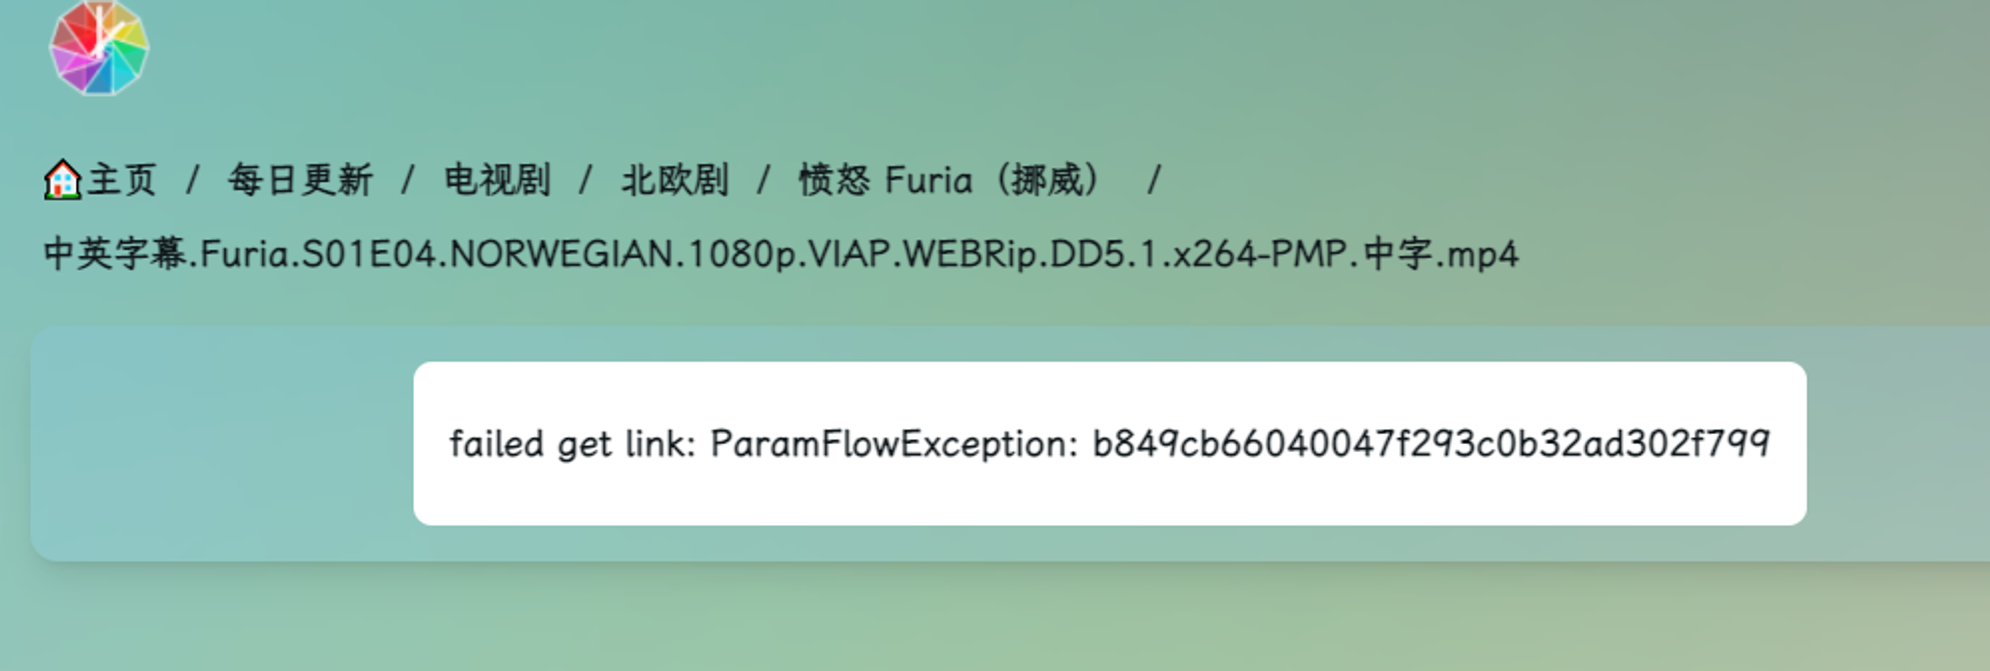 主页 / 每日更新 / 电视剧 / 北欧剧 / 愤怒 Furia（挪威） /
中英字幕.Furia.S01E04.NORWEGIAN.1080p.VIAP.WEBRip.DD5.1.x264-PMP.中字.mp4
failed get link: ParamFlowException: b849cb66040047f293c0b32ad302f799